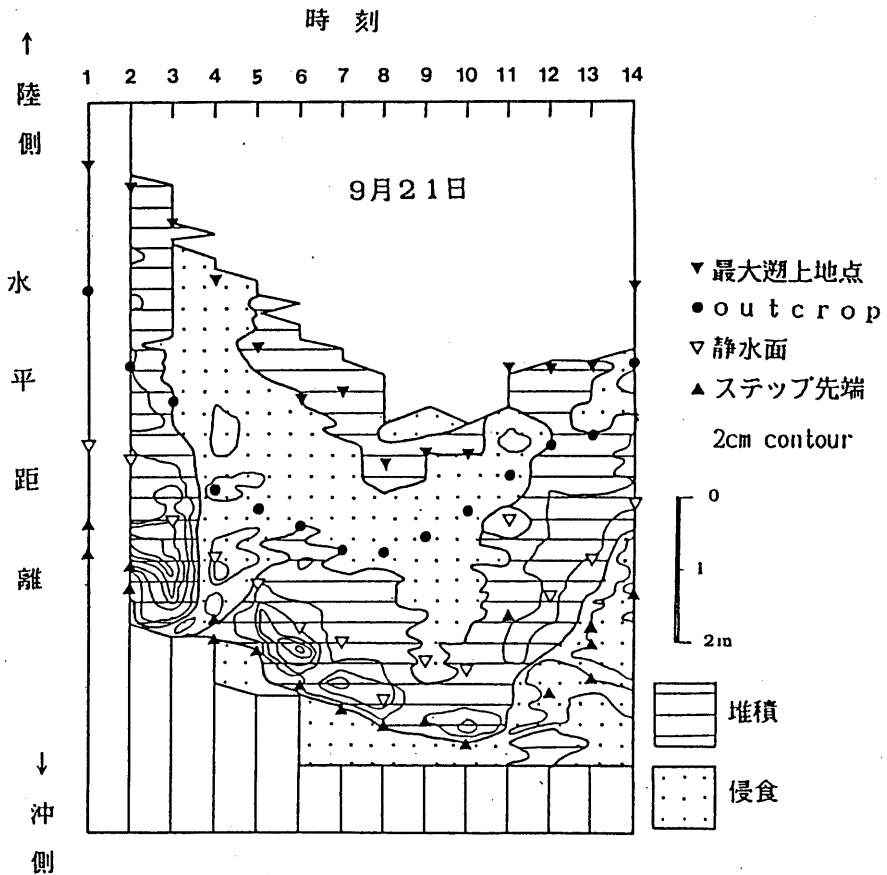 時刻
↑
陸側
水平距離
↓
沖側
1 2 3 4 5 6 7 8 9 10 11 12 13 14
9月21日
▼ 最大遡上地点
● outcrop
▽ 静水面
▲ ステップ先端
2cm contour
0
1
2m
堆積
侵食